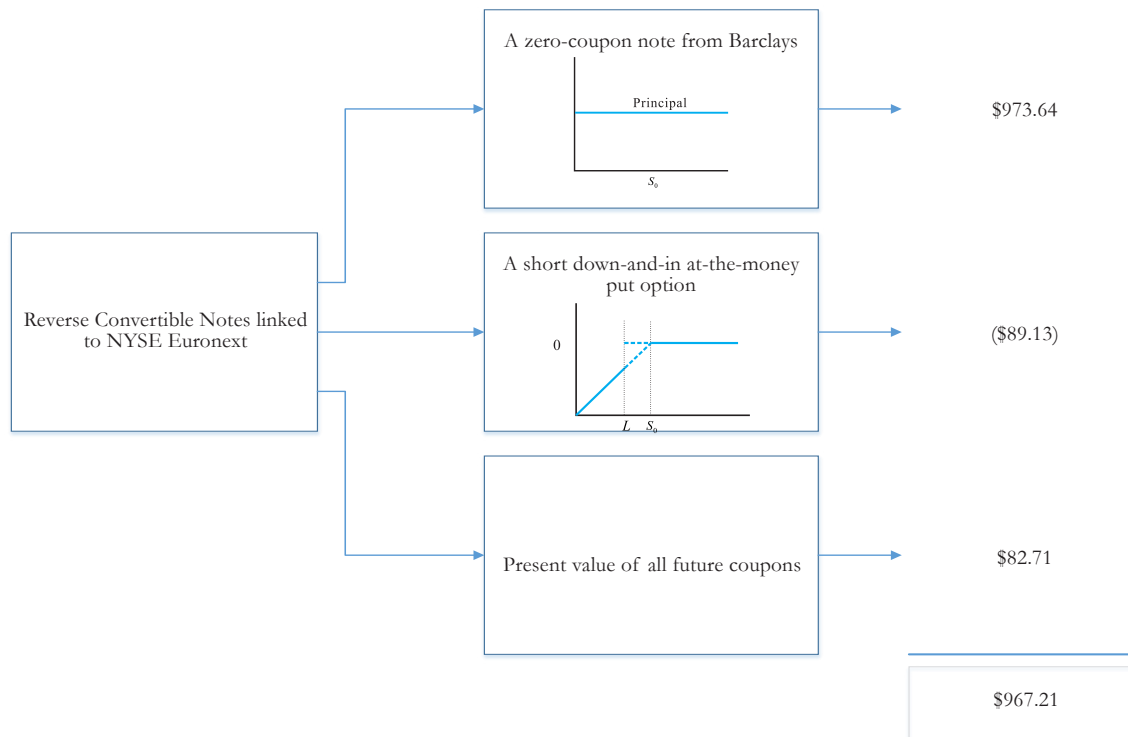 A zero-coupon note from Barclays
Principal
S₀
$973.64
Reverse Convertible Notes linked
to NYSE Euronext
A short down-and-in at-the-money
put option
0
L S₀
($89.13)
Present value of all future coupons
$82.71
$967.21